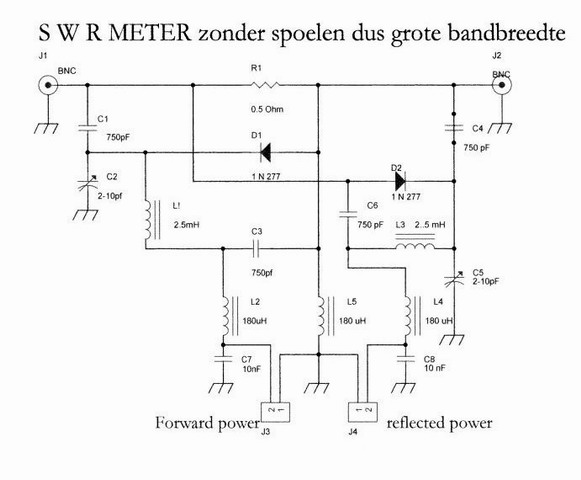 S W R METER zonder spoelen dus grote bandbreedte
J1
BNC
R1
0.5 Ohm
J2
BNC
C1
750pF
C4
750 pF
D1
1 N 277
D2
1 N 277
C2
2-10pf
L!
2.5mH
C6
750 pF
L3 2..5 mH
C3
750pf
C5
2-10pF
L2
180uH
L5
180 uH
L4
180 uH
C7
10nF
C8
10 nF
2 1
1 2
Forward power
J3
J4
reflected power